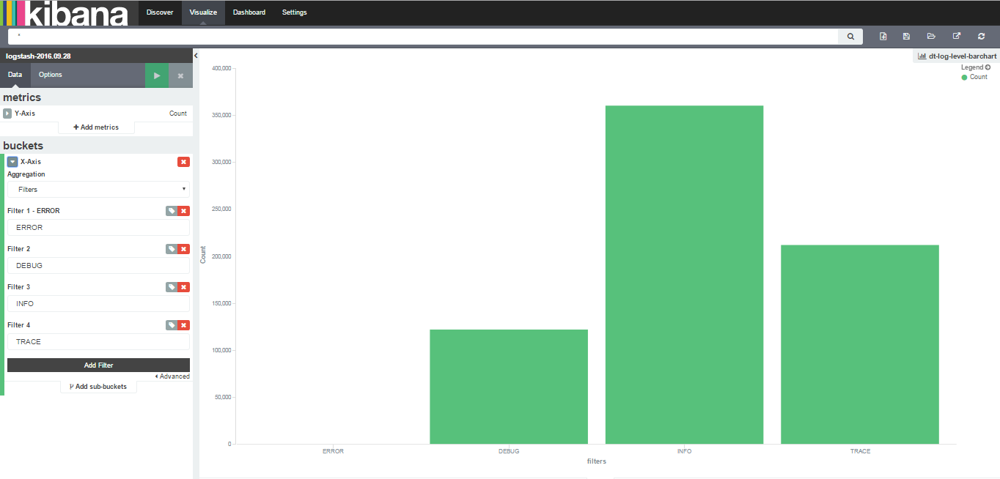 kibana
Discover
Visualize
Dashboard
Settings
*
logstash-2016.09.28
dt-log-level-barchart
Data
Options
metrics
Y-Axis
Count
Add metrics
buckets
X-Axis
Aggregation
Filters
Filter 1 - ERROR
ERROR
Filter 2
DEBUG
Filter 3
INFO
Filter 4
TRACE
Add Filter
Advanced
Add sub-buckets
Legend
Count
400,000
350,000
300,000
250,000
200,000
150,000
100,000
50,000
0
Count
ERROR
DEBUG
INFO
TRACE
filters